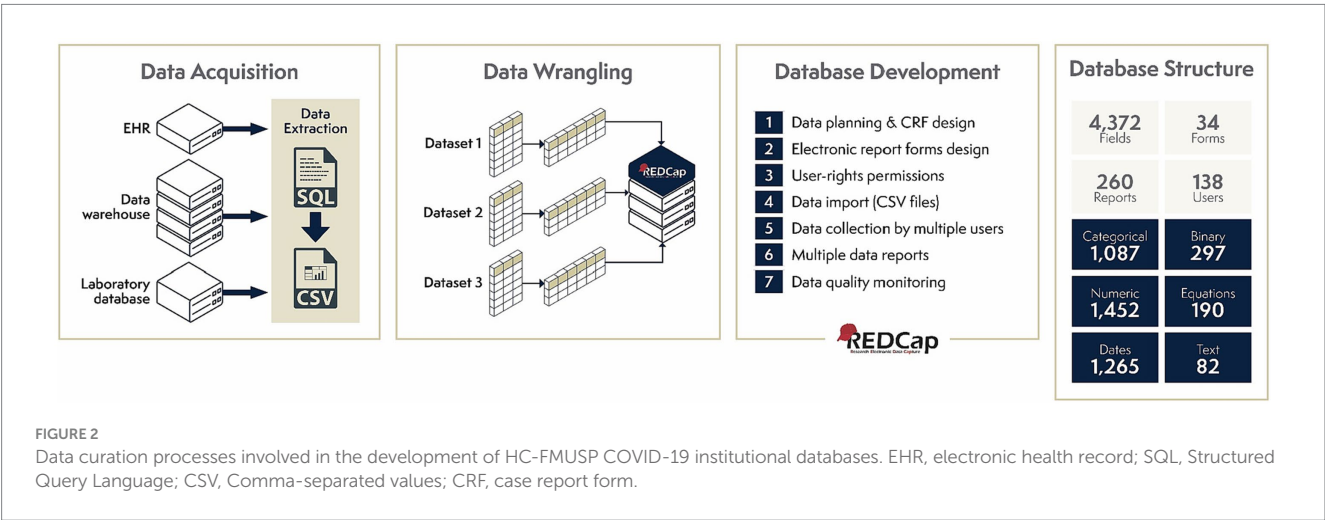 Data Acquisition
EHR
Data
warehouse
Laboratory
database
Data
Extraction
SQL
CSV
Data Wrangling
Dataset 1
Dataset 2
Dataset 3
REDCap
Database Development
1 Data planning & CRF design
2 Electronic report forms design
3 User-rights permissions
4 Data import (CSV files)
5 Data collection by multiple users
6 Multiple data reports
7 Data quality monitoring
REDCap
Research Electronic Data Capture
Database Structure
4,372
Fields
34
Forms
260
Reports
138
Users
Categorical
1,087
Binary
297
Numeric
1,452
Equations
190
Dates
1,265
Text
82
FIGURE 2
Data curation processes involved in the development of HC-FMUSP COVID-19 institutional databases. EHR, electronic health record; SQL, Structured
Query Language; CSV, Comma-separated values; CRF, case report form.